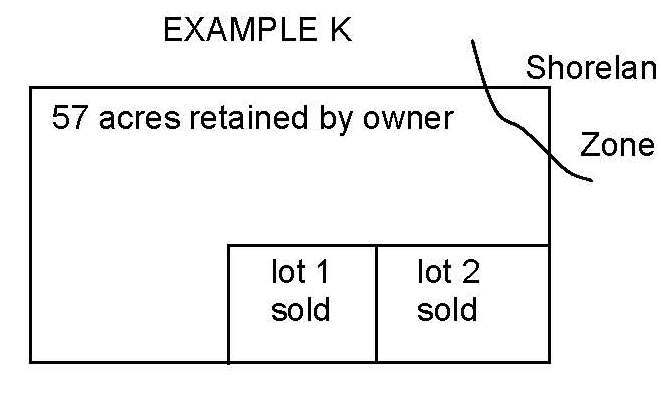 EXAMPLE K
Shorelan
57 acres retained by owner
Zone
lot 1
sold
lot 2
sold